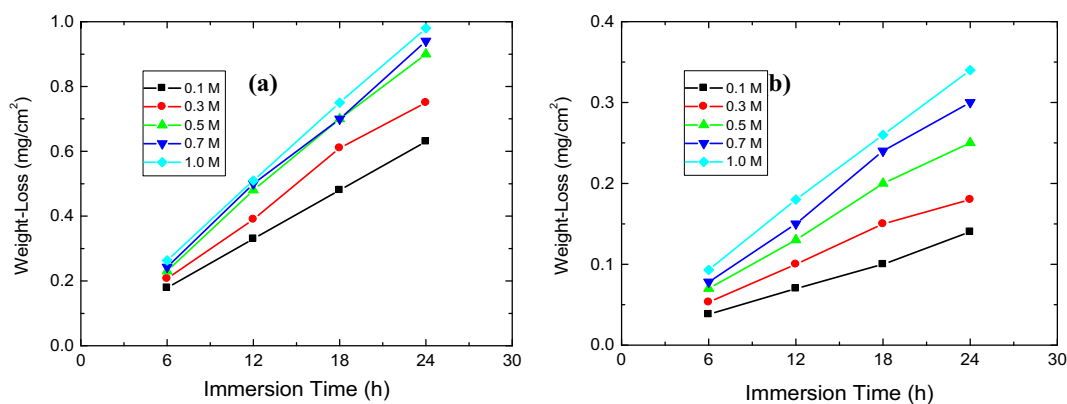 1.0
0.8
0.6
0.4
0.2
0.0
Weight-Loss (mg/cm²)
(a)
0.1 M
0.3 M
0.5 M
0.7 M
1.0 M
0 6 12 18 24 30
Immersion Time (h)
0.4
0.3
0.2
0.1
0.0
Weight-Loss (mg/cm²)
b)
0.1 M
0.3 M
0.5 M
0.7 M
1.0 M
0 6 12 18 24 30
Immersion Time (h)